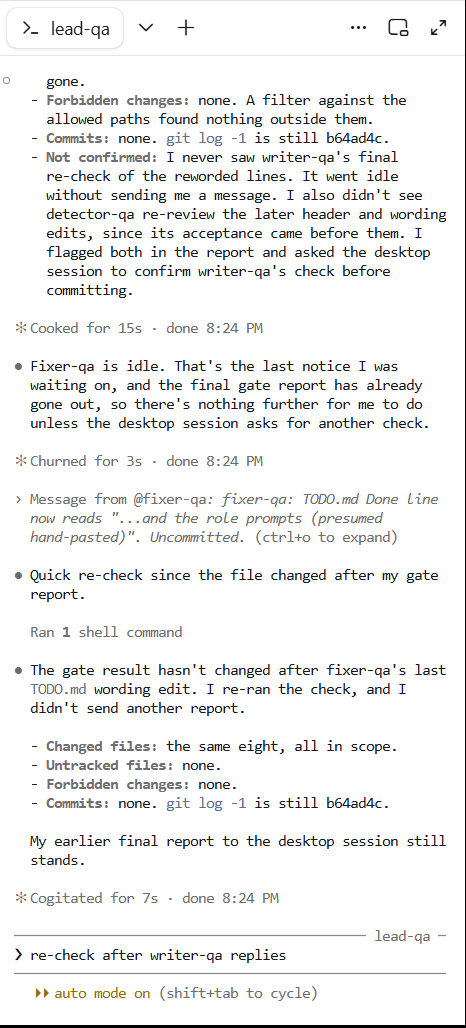 lead-qa
gone.
- Forbidden changes: none. A filter against the
allowed paths found nothing outside them.
- Commits: none. git log -1 is still b64ad4c.
- Not confirmed: I never saw writer-qa's final
re-check of the reworded lines. It went idle
without sending me a message. I also didn't see
detector-qa re-review the later header and wording
edits, since its acceptance came before them. I
flagged both in the report and asked the desktop
session to confirm writer-qa's check before
committing.
✻ Cooked for 15s · done 8:24 PM
● Fixer-qa is idle. That's the last notice I was
waiting on, and the final gate report has already
gone out, so there's nothing further for me to do
unless the desktop session asks for another check.
✻ Churned for 3s · done 8:24 PM
› Message from @fixer-qa: fixer-qa: TODO.md Done line
now reads "...and the role prompts (presumed
hand-pasted)". Uncommitted. (ctrl+o to expand)
● Quick re-check since the file changed after my gate
report.
Ran 1 shell command
● The gate result hasn't changed after fixer-qa's last
TODO.md wording edit. I re-ran the check, and I
didn't send another report.
- Changed files: the same eight, all in scope.
- Untracked files: none.
- Forbidden changes: none.
- Commits: none. git log -1 is still b64ad4c.
My earlier final report to the desktop session still
stands.
✻ Cogitated for 7s · done 8:24 PM
lead-qa
❯ re-check after writer-qa replies
⏵⏵ auto mode on (shift+tab to cycle)